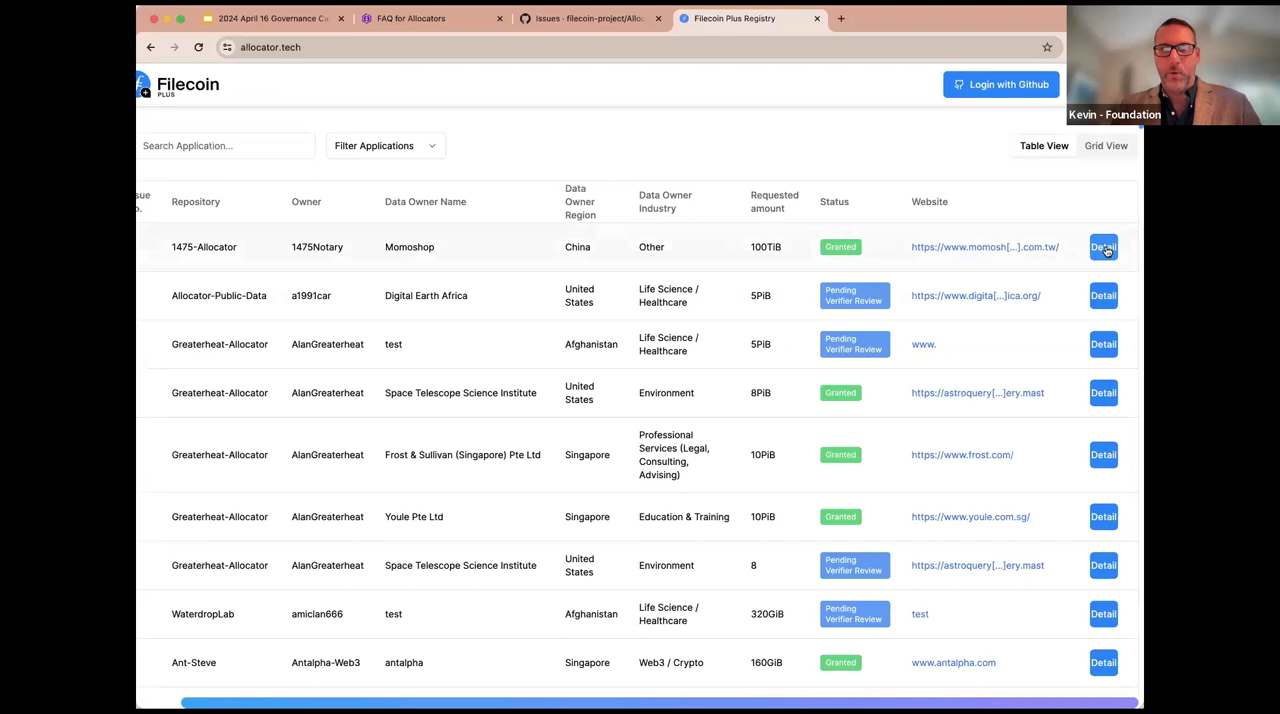 2024 April 16 Governance Ca
FAQ for Allocators
Issues · filecoin-project/Alloc
Filecoin Plus Registry
allocator.tech
Filecoin
PLUS
Login with Github
Kevin - Foundation
Search Application...
Filter Applications
Table View
Grid View
sue
o.
Repository
Owner
Data Owner Name
Data
Owner
Region
Data Owner
Industry
Requested
amount
Status
Website
1475-Allocator
1475Notary
Momoshop
China
Other
100TiB
Granted
https://www.momosh[...].com.tw/
Detail
Allocator-Public-Data
a1991car
Digital Earth Africa
United
States
Life Science /
Healthcare
5PiB
Pending
Verifier Review
https://www.digita[...]ica.org/
Detail
Greaterheat-Allocator
AlanGreaterheat
test
Afghanistan
Life Science /
Healthcare
5PiB
Pending
Verifier Review
www.
Detail
Greaterheat-Allocator
AlanGreaterheat
Space Telescope Science Institute
United
States
Environment
8PiB
Granted
https://astroquery[...]ery.mast
Detail
Greaterheat-Allocator
AlanGreaterheat
Frost & Sullivan (Singapore) Pte Ltd
Singapore
Professional
Services (Legal,
Consulting,
Advising)
10PiB
Granted
https://www.frost.com/
Detail
Greaterheat-Allocator
AlanGreaterheat
Youle Pte Ltd
Singapore
Education & Training
10PiB
Granted
https://www.youle.com.sg/
Detail
Greaterheat-Allocator
AlanGreaterheat
Space Telescope Science Institute
United
States
Environment
8
Pending
Verifier Review
https://astroquery[...]ery.mast
Detail
WaterdropLab
amiclan666
test
Afghanistan
Life Science /
Healthcare
320GiB
Pending
Verifier Review
test
Detail
Ant-Steve
Antalpha-Web3
antalpha
Singapore
Web3 / Crypto
160GiB
Granted
www.antalpha.com
Detail